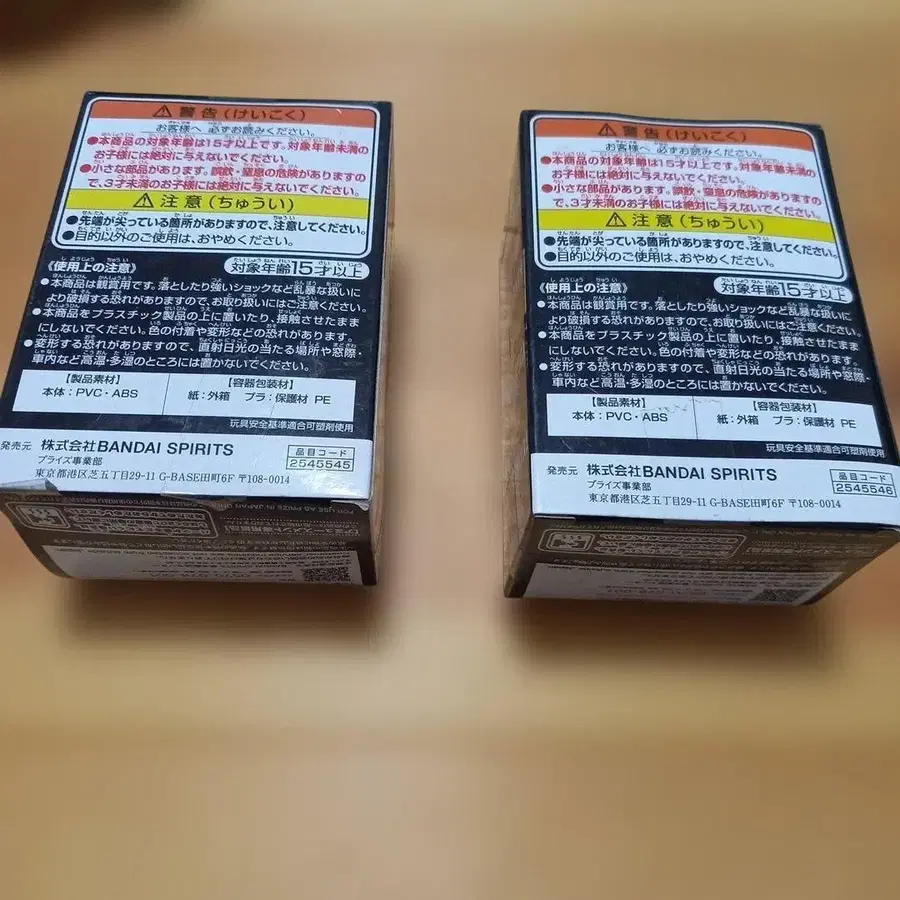 ⚠ 警告(けいこく)
お客様へ 必ずお読みください。
●本商品の対象年齢は15才以上です。対象年齢未満の
お子様には絶対に与えないでください。
●小さな部品があります。誤飲・窒息の危険がありますの
で、3才未満のお子様には絶対に与えないでください。
⚠ 注意(ちゅうい)
●先端が尖っている箇所がありますので、注意してください。
●目的以外のご使用は、おやめください。
《使用上の注意》
対象年齢15才以上
●本商品は観賞用です。落としたり強いショックなど乱暴な扱いに
より破損する恐れがありますので、お取り扱いにはご注意ください。
●本商品をプラスチック製品の上に置いたり、接触させたまま
にしないでください。色の付着や変形などの恐れがあります。
●変形する恐れがありますので、直射日光の当たる場所や窓際・
車内など高温・多湿のところには置かないでください。
【製品素材】
本体:PVC・ABS
【容器包装材】
紙:外箱 プラ:保護材 PE
玩具安全基準適合可塑剤使用
発売元 株式会社BANDAI SPIRITS
プライズ事業部
東京都港区芝五丁目29-11 G-BASE田町6F 〒108-0014
品目コード
2545545
FOR USE AS PRIZE IN JAPAN ONLY
⚠ 警告(けいこく)
お客様へ 必ずお読みください。
●本商品の対象年齢は15才以上です。対象年齢未満の
お子様には絶対に与えないでください。
●小さな部品があります。誤飲・窒息の危険がありますの
で、3才未満のお子様には絶対に与えないでください。
⚠ 注意(ちゅうい)
●先端が尖っている箇所がありますので、注意してください。
●目的以外のご使用は、おやめください。
《使用上の注意》
対象年齢15才以上
●本商品は観賞用です。落としたり強いショックなど乱暴な扱いに
より破損する恐れがありますので、お取り扱いにはご注意ください。
●本商品をプラスチック製品の上に置いたり、接触させたまま
にしないでください。色の付着や変形などの恐れがあります。
●変形する恐れがありますので、直射日光の当たる場所や窓際・
車内など高温・多湿のところには置かないでください。
【製品素材】
本体:PVC・ABS
【容器包装材】
紙:外箱 プラ:保護材 PE
玩具安全基準適合可塑剤使用
発売元 株式会社BANDAI SPIRITS
プライズ事業部
東京都港区芝五丁目29-11 G-BASE田町6F 〒108-0014
品目コード
2545546